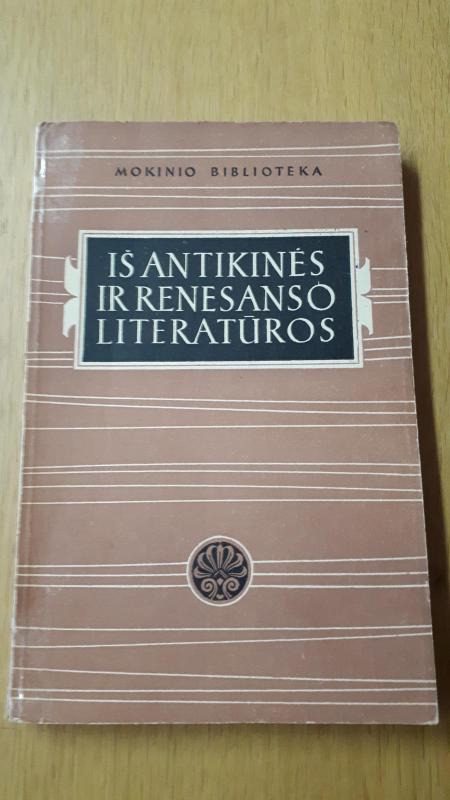 MOKINIO BIBLIOTEKA
IŠ ANTIKINĖS
IR RENESANSO
LITERATŪROS